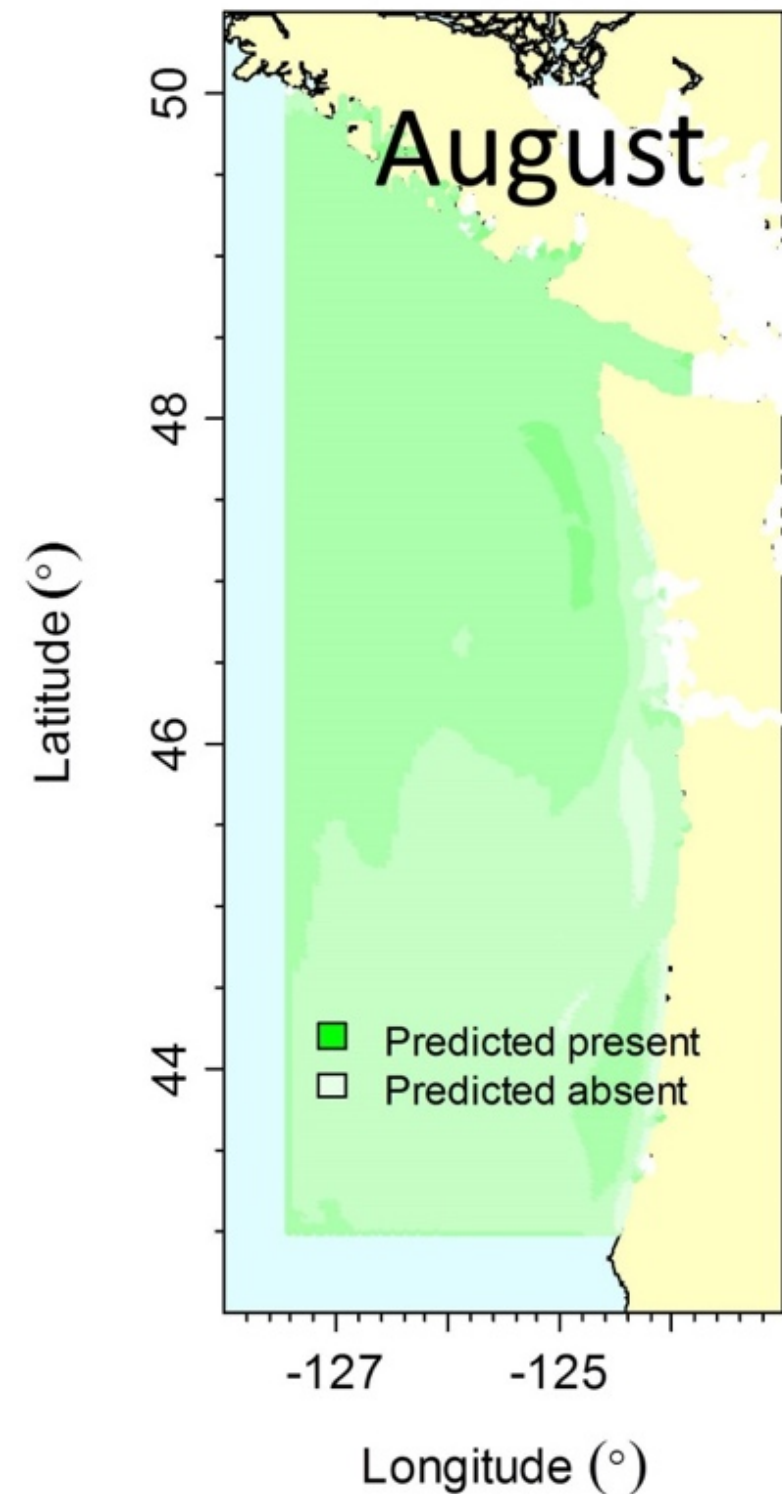 August
50
48
46
44
Latitude (°)
Predicted present
Predicted absent
-127 -125
Longitude (°)